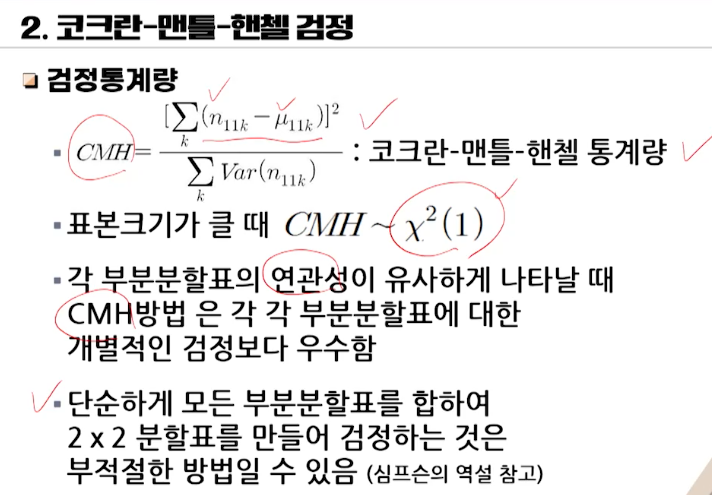 2. 코크란-맨틀-핸첼 검정
검정통계량
CMH = [∑_k (n_{11k} − μ_{11k})]² / ∑_k Var(n_{11k}) : 코크란-맨틀-핸첼 통계량
표본크기가 클 때 CMH ~ χ²(1)
각 부분분할표의 연관성이 유사하게 나타날 때
CMH방법 은 각 각 부분분할표에 대한
개별적인 검정보다 우수함
단순하게 모든 부분분할표를 합하여
2 x 2 분할표를 만들어 검정하는 것은
부적절한 방법일 수 있음 (심프슨의 역설 참고)